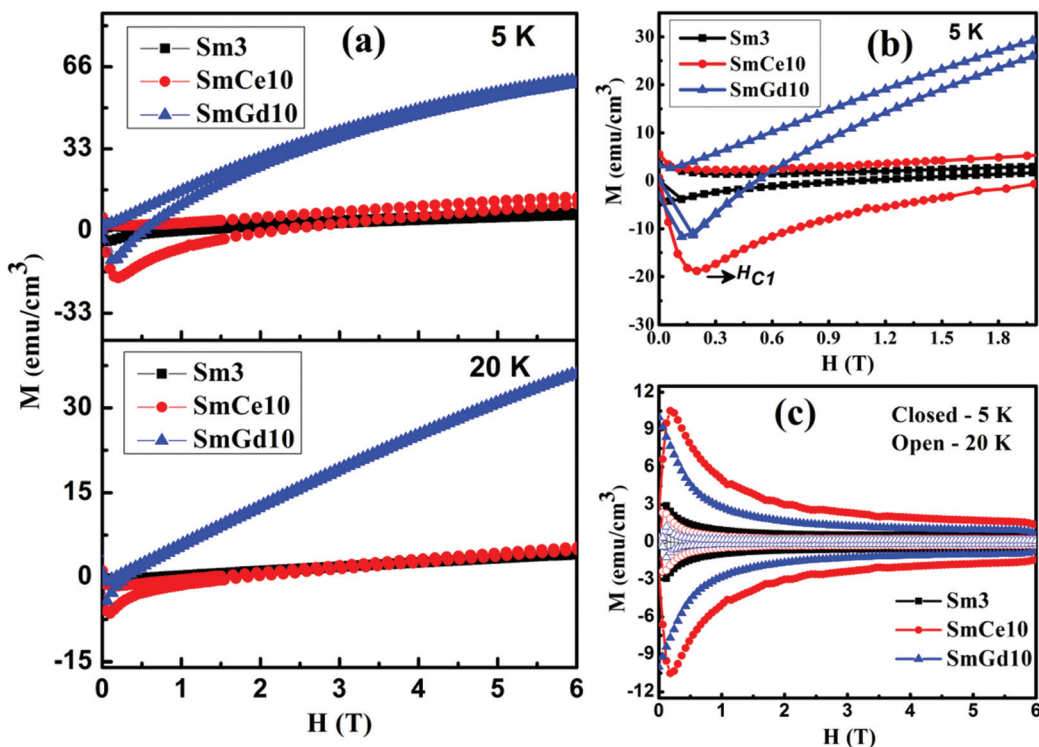 (a)
5 K
Sm3
SmCe10
SmGd10
66
33
0
-33
M (emu/cm³)
20 K
Sm3
SmCe10
SmGd10
30
15
0
-15
0 1 2 3 4 5 6
H (T)
(b)
5 K
Sm3
SmCe10
SmGd10
30
20
10
0
-10
-20
-30
M (emu/cm³)
HC1
0.0 0.3 0.6 0.9 1.2 1.5 1.8
H (T)
(c)
Closed - 5 K
Open - 20 K
12
9
6
3
0
-3
-6
-9
-12
M (emu/cm³)
Sm3
SmCe10
SmGd10
0 1 2 3 4 5 6
H (T)